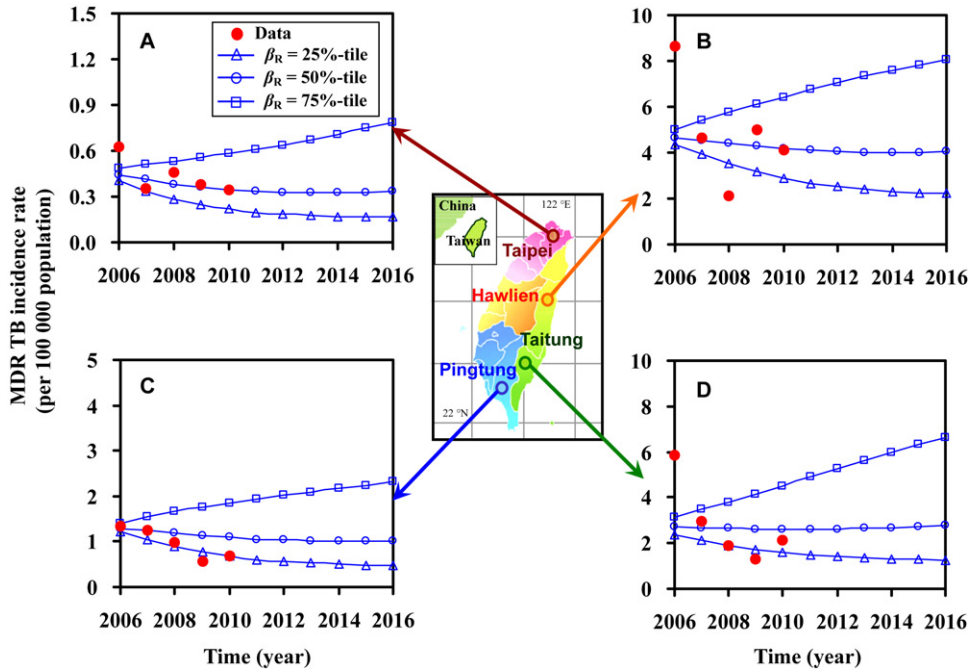 MDR TB incidence rate
(per 100 000 population)
A
1.5
1.2
0.9
0.6
0.3
0.0
2006 2008 2010 2012 2014 2016
Data
βR = 25%-tile
βR = 50%-tile
βR = 75%-tile
B
10
8
6
4
2
0
2006 2008 2010 2012 2014 2016
China
Taiwan
122 °E
Taipei
Hawlien
Taitung
Pingtung
22 °N
C
5
4
3
2
1
0
2006 2008 2010 2012 2014 2016
Time (year)
D
10
8
6
4
2
0
2006 2008 2010 2012 2014 2016
Time (year)